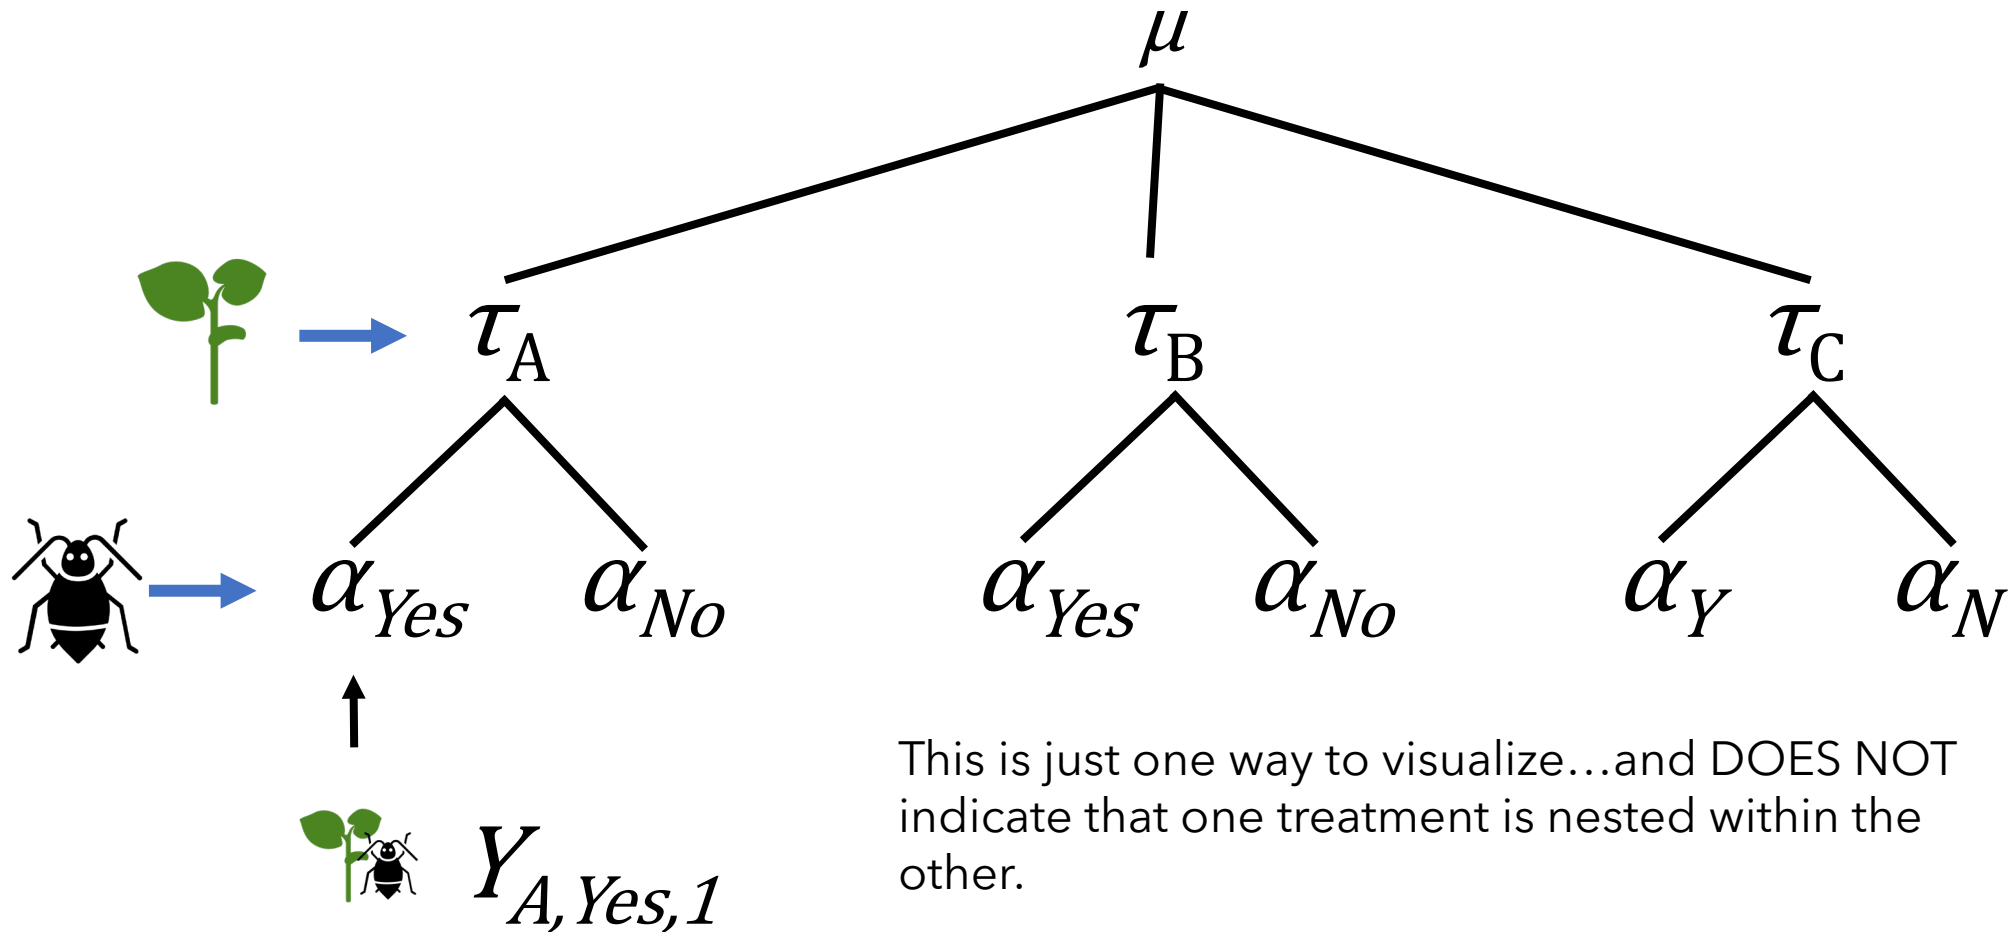 μ
τA τB τC
αYes αNo αYes αNo αY αN
This is just one way to visualize…and DOES NOT
indicate that one treatment is nested within the
other.
YA,Yes,1